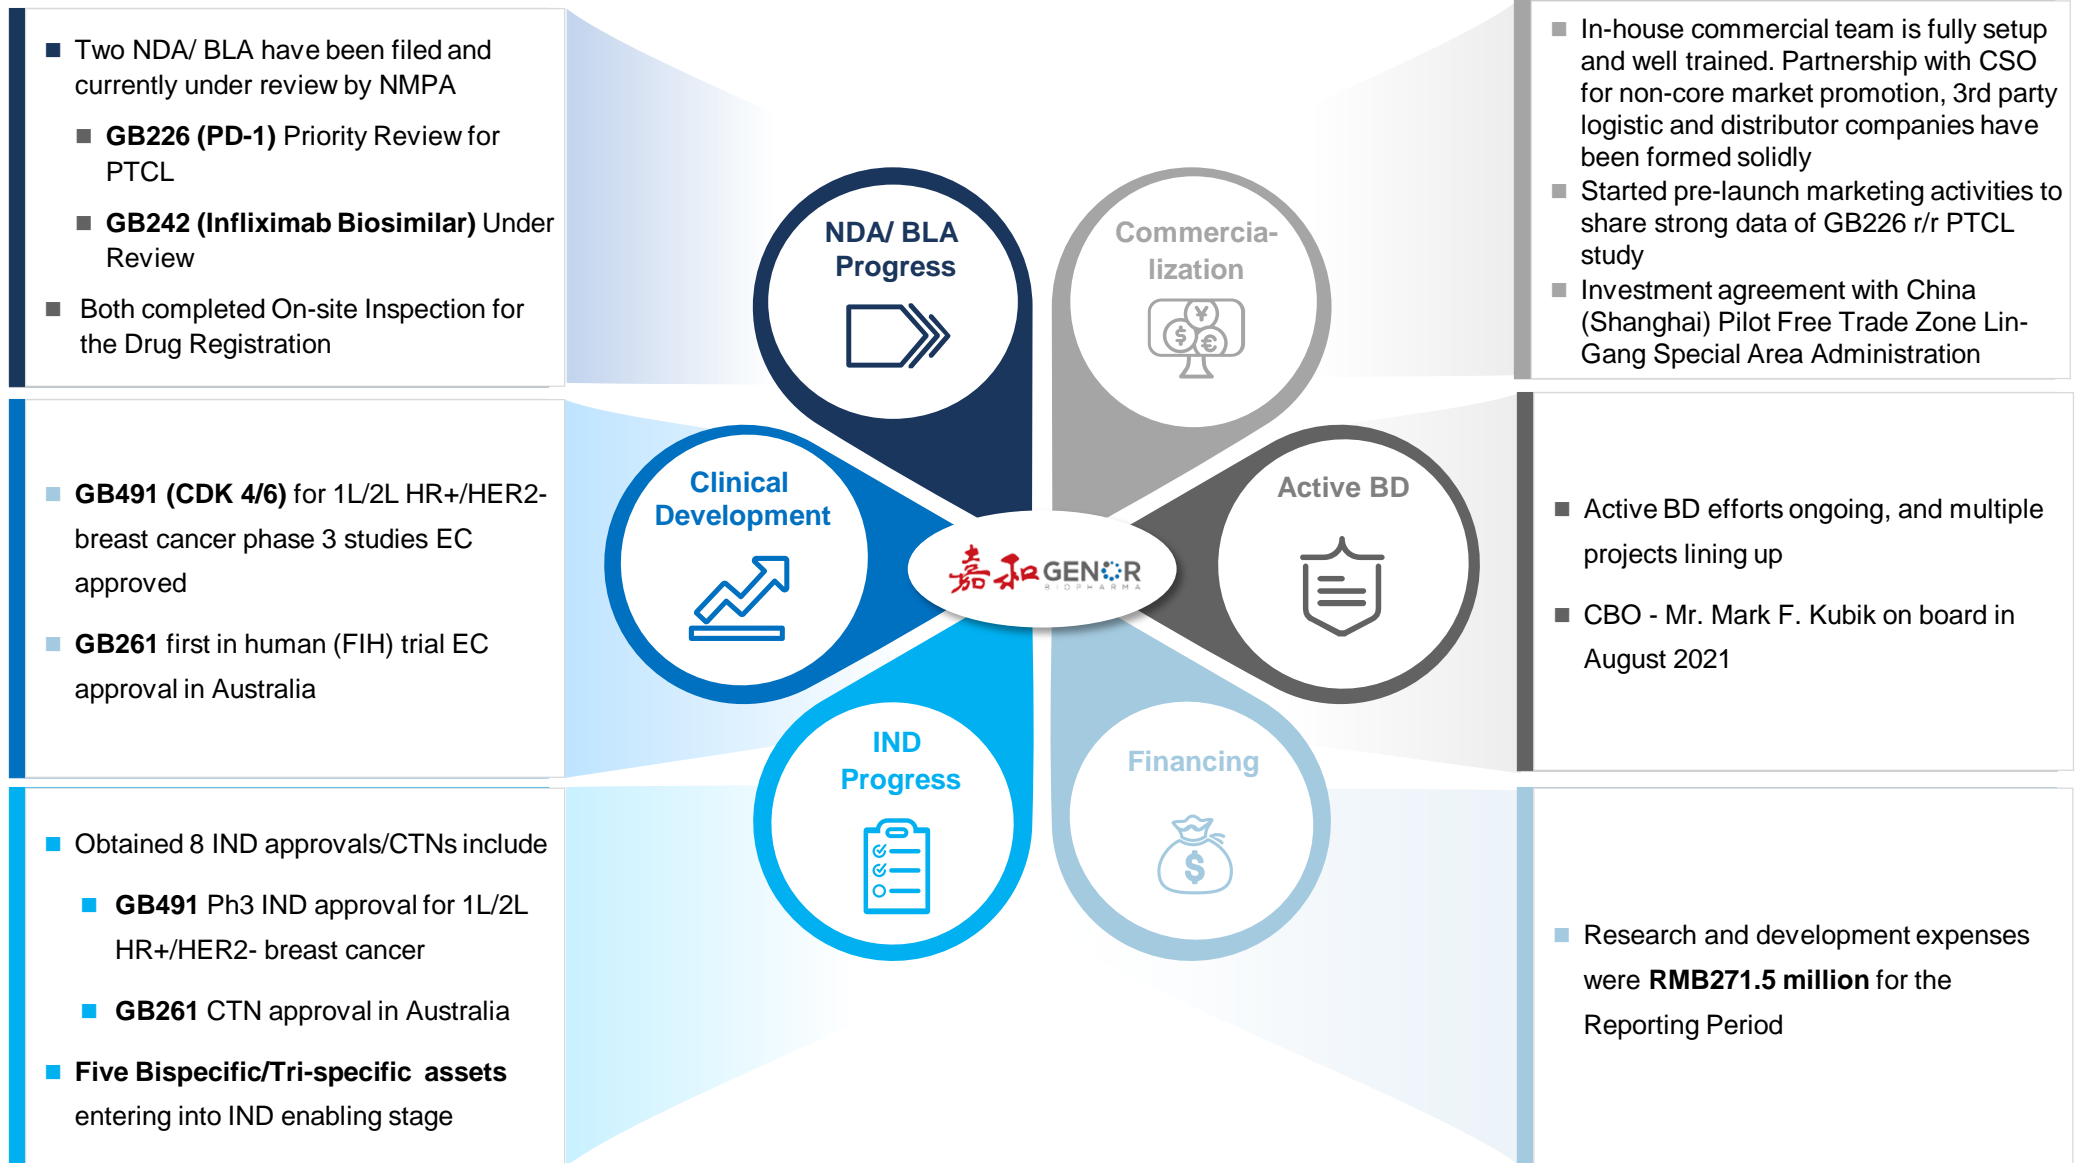 Two NDA/ BLA have been filed and
currently under review by NMPA
GB226 (PD-1) Priority Review for
PTCL
GB242 (Infliximab Biosimilar) Under
Review
Both completed On-site Inspection for
the Drug Registration
GB491 (CDK 4/6) for 1L/2L HR+/HER2-
breast cancer phase 3 studies EC
approved
GB261 first in human (FIH) trial EC
approval in Australia
Obtained 8 IND approvals/CTNs include
GB491 Ph3 IND approval for 1L/2L
HR+/HER2- breast cancer
GB261 CTN approval in Australia
Five Bispecific/Tri-specific assets
entering into IND enabling stage
NDA/ BLA
Progress
Commercia-
lization
¥
$ €
Clinical
Development
Active BD
嘉和 GENOR
BIOPHARMA
IND
Progress
Financing
$
In-house commercial team is fully setup
and well trained. Partnership with CSO
for non-core market promotion, 3rd party
logistic and distributor companies have
been formed solidly
Started pre-launch marketing activities to
share strong data of GB226 r/r PTCL
study
Investment agreement with China
(Shanghai) Pilot Free Trade Zone Lin-
Gang Special Area Administration
Active BD efforts ongoing, and multiple
projects lining up
CBO - Mr. Mark F. Kubik on board in
August 2021
Research and development expenses
were RMB271.5 million for the
Reporting Period